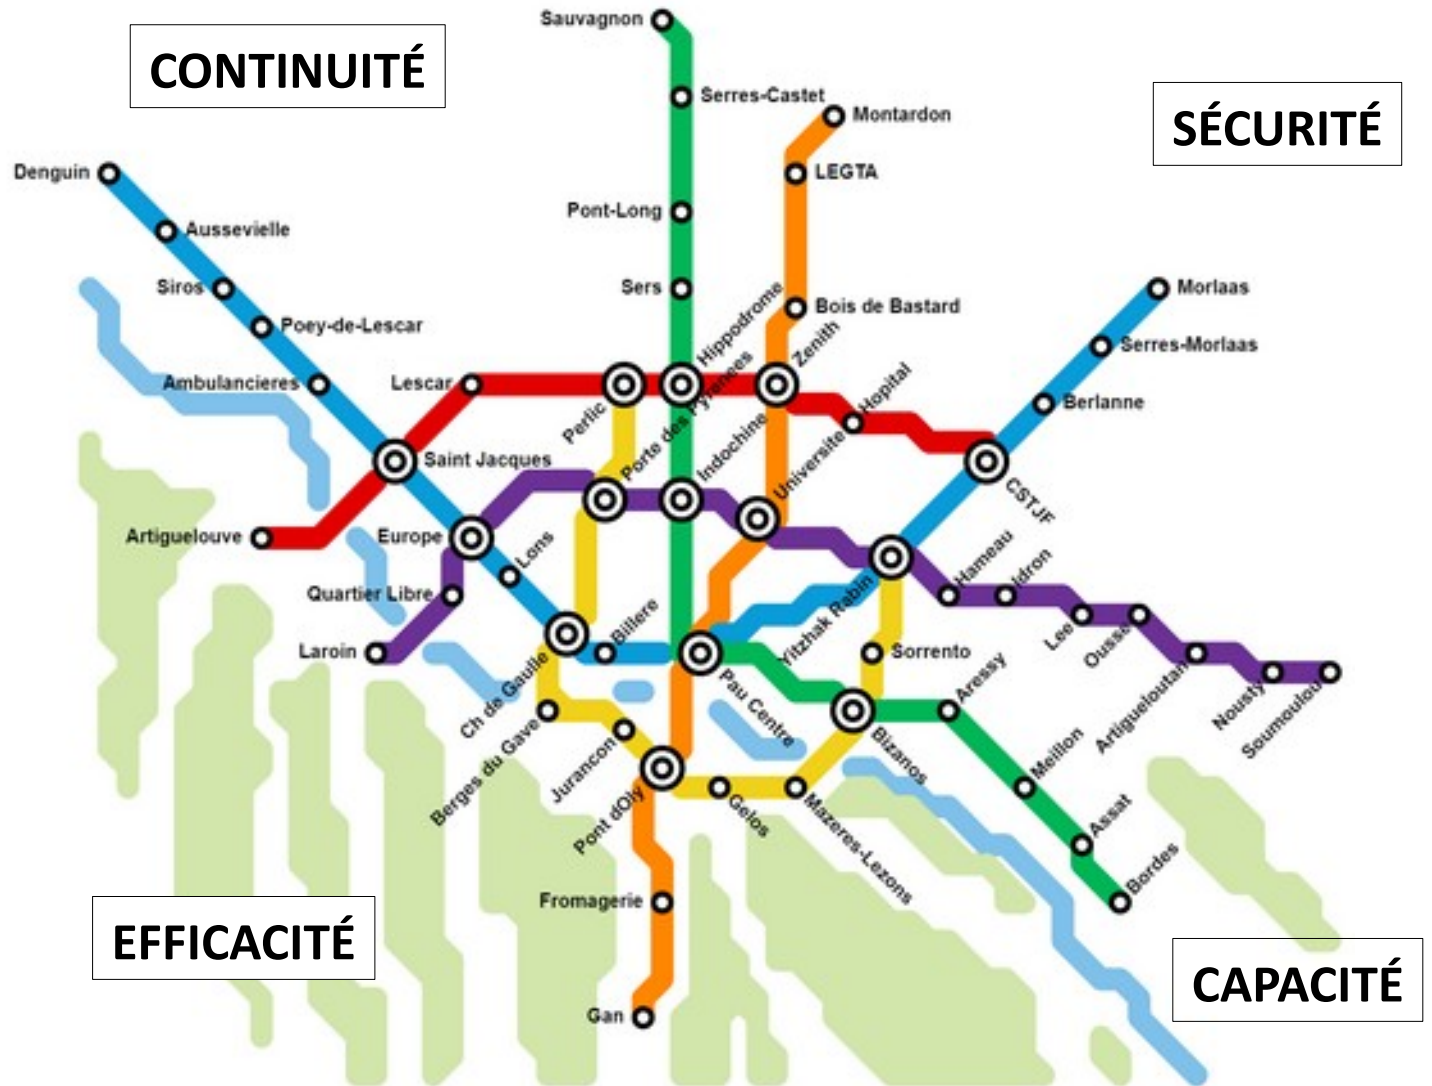 Sauvagnon
CONTINUITÉ
Serres-Castet
Montardon
SÉCURITÉ
Denguin
LEGTA
Pont-Long
Aussevielle
Siros
Sers
Hippodrome
Morlaas
Bois de Bastard
Poey-de-Lescar
Zenith
Serres-Morlaas
Ambulancieres
Lescar
Perlic
Porte des Pyrenees
Hopital
Berlanne
Saint Jacques
Indochine
Universite
CSTJF
Artiguelouve
Europe
Lons
Hameau
Idron
Quartier Libre
Billere
Yitzhak Rabin
Lee
Ousse
Laroin
Sorrento
Ch de Gaulle
Pau Centre
Aressy
Artigueloutan
Nousty
Soumoulou
Berges du Gave
Jurancon
Bizanos
Meillon
Pont dOly
Gelos
Mazeres-Lezons
Assat
Bordes
Fromagerie
EFFICACITÉ
CAPACITÉ
Gan